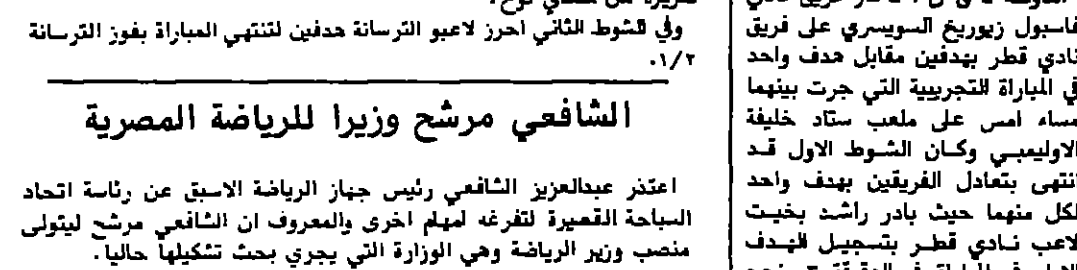 وفي الشوط الثاني احرز لاعبو الترسانة هدفين لتنتهي المباراة بفوز الترسانة
١/٢.
الشافعي مرشح وزيرا للرياضة المصرية
اعتذر عبدالعزيز الشافعي رئيس جهاز الرياضة الاسبق عن رئاسة اتحاد
السباحة القصيرة لتفرغه لمهام اخرى والمعروف ان الشافعي مرشح ليتولى
منصب وزير الرياضة وهي الوزارة التي يجري بحث تشكيلها حاليا.
فاسبول زيوريخ السويسري على فريق
نادي قطر بهدفين مقابل هدف واحد
في المباراة التجريبية التي جرت بينهما
مساء امس على ملعب ستاد خليفة
الاوليمبي وكان الشوط الاول قد
انتهى بتعادل الفريقين بهدف واحد
لكل منهما حيث بادر راشد بخيت
لاعب نادي قطر بتسجيل الهدف